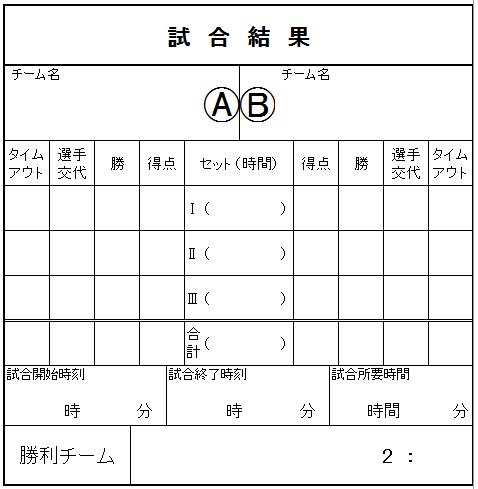 試合結果
チーム名 チーム名
Ⓐ Ⓑ
タイム
アウト 選手
交代 勝 得点 セット（時間） 得点 勝 選手
交代 タイム
アウト
Ⅰ（ ）
Ⅱ（ ）
Ⅲ（ ）
合
計（ ）
試合開始時刻 試合終了時刻 試合所要時間
時 分 時 分 時間 分
勝利チーム 2 :